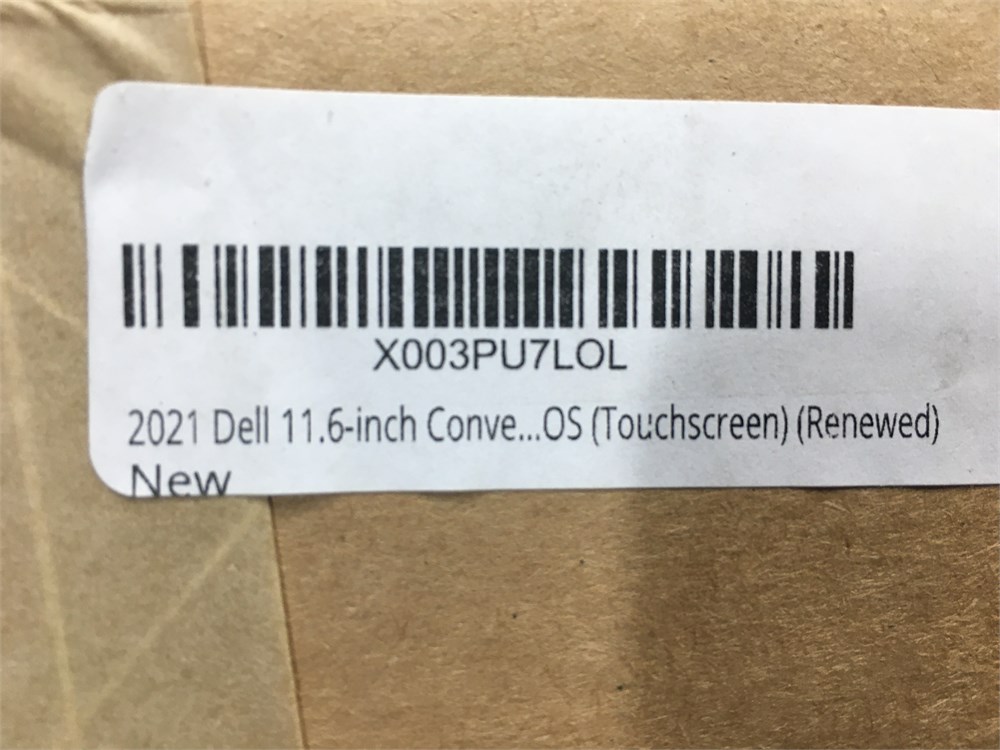 X003PU7LOL
2021 Dell 11.6-inch Conve...OS (Touchscreen) (Renewed)
New